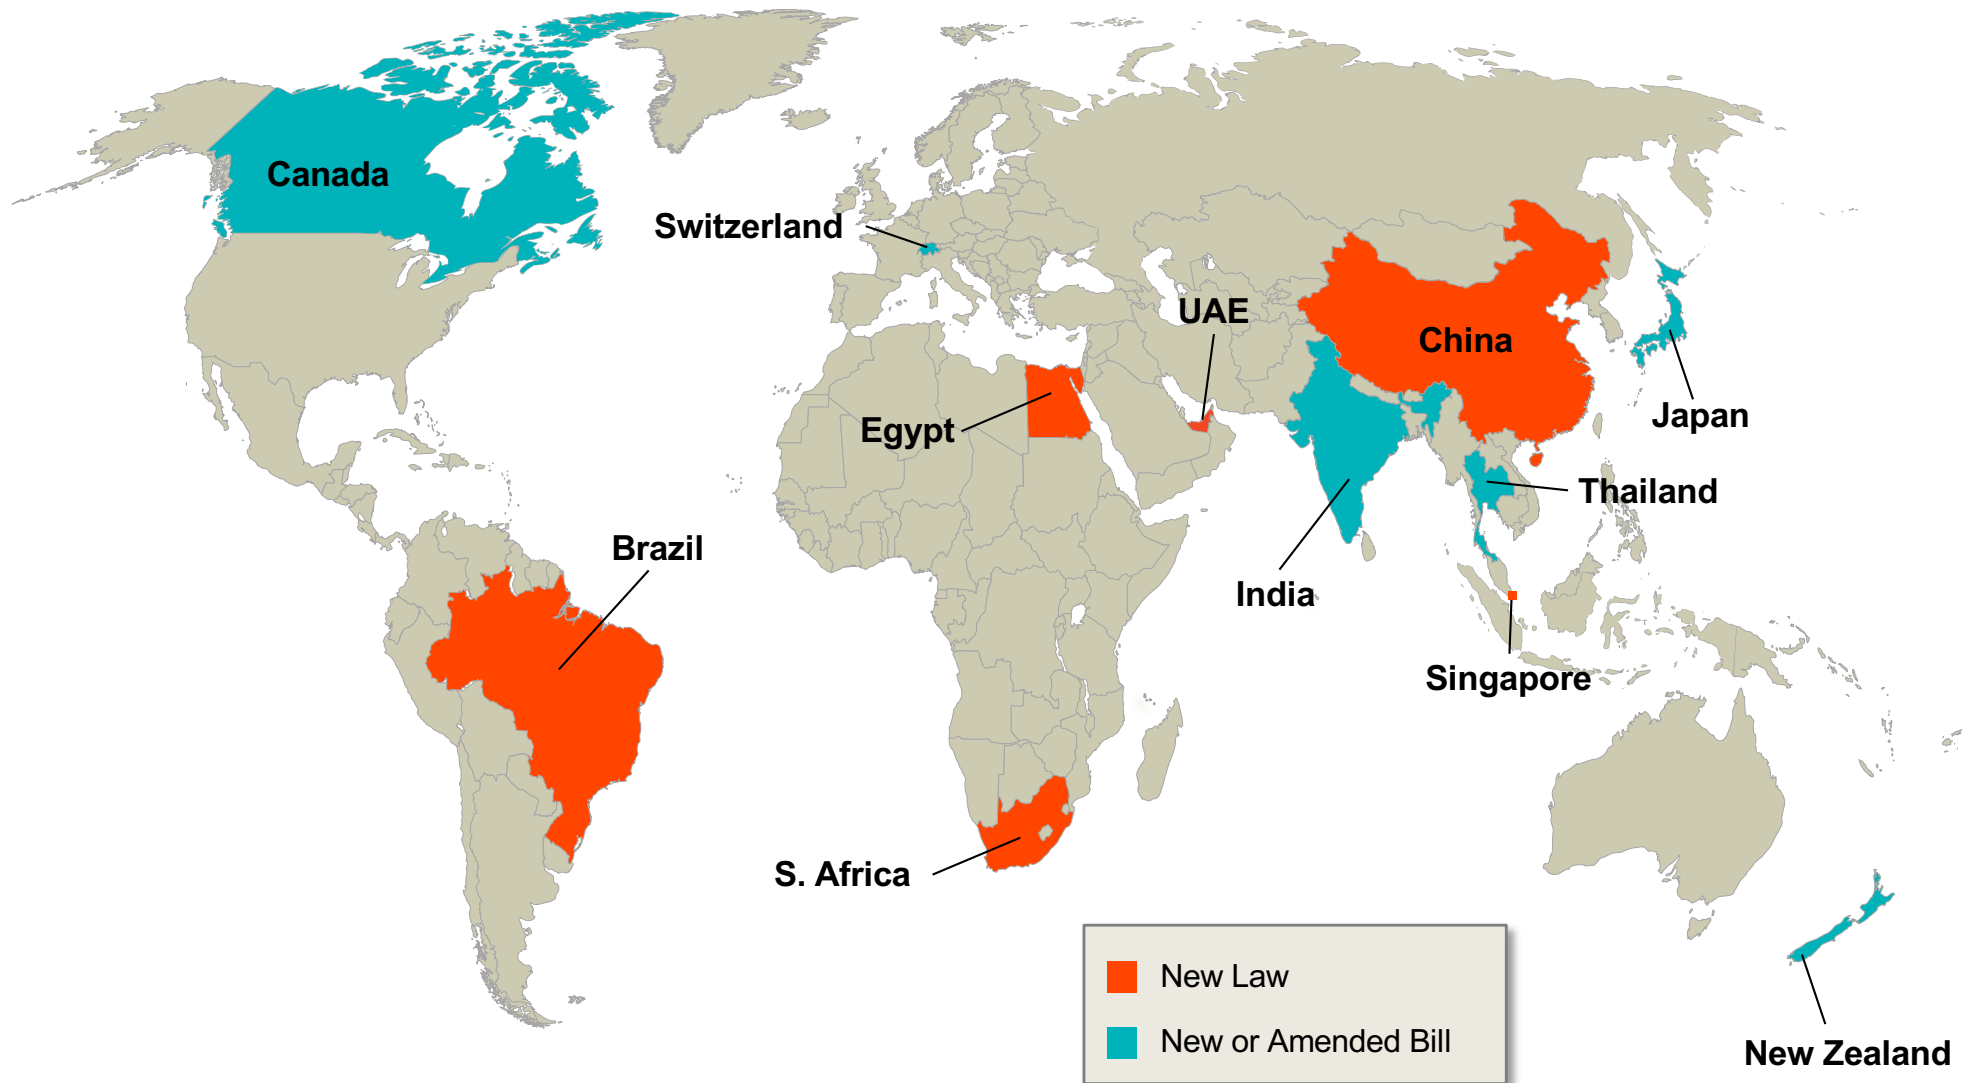 Canada
Switzerland
UAE
China
Egypt
Japan
Thailand
Brazil
India
Singapore
S. Africa
New Law
New or Amended Bill
New Zealand